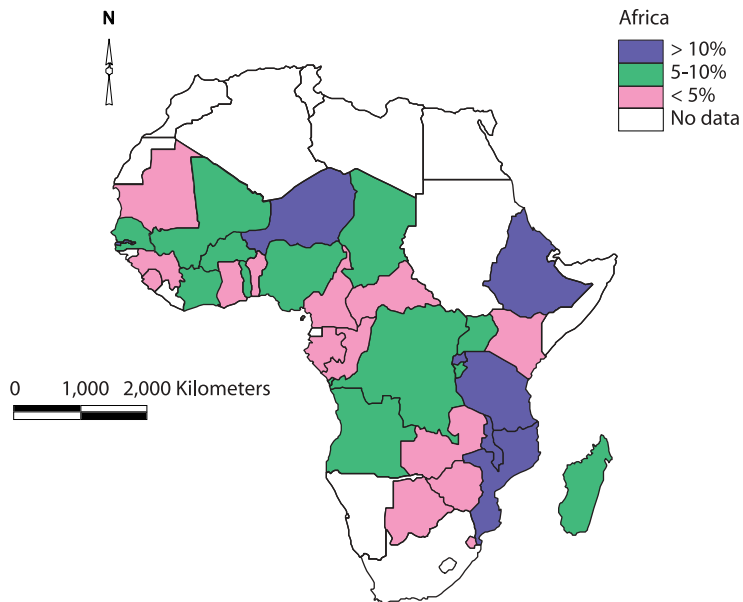 N
Africa
> 10%
5-10%
< 5%
No data
0 1,000 2,000 Kilometers